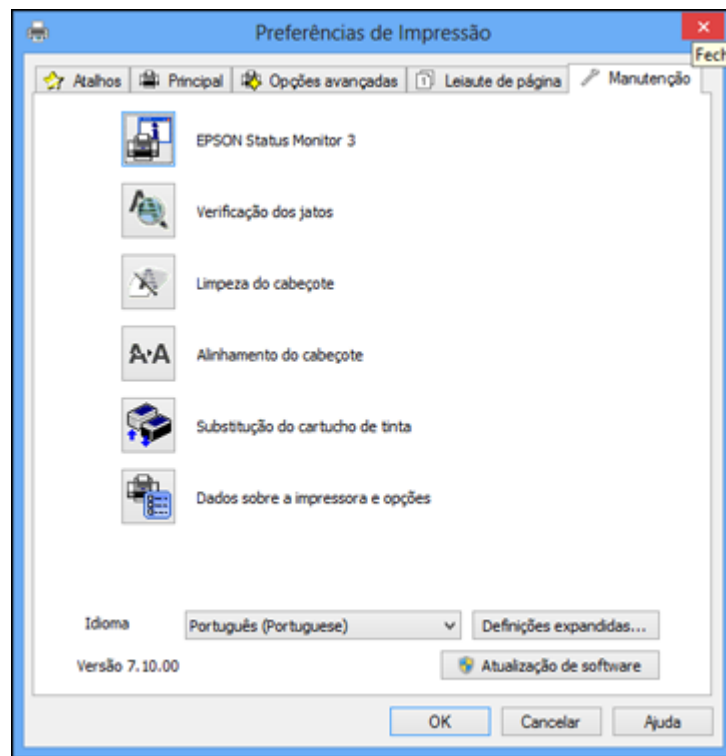 Preferências de Impressão
Fech
Atalhos Principal Opções avançadas 1 Leiaute de página Manutenção
EPSON Status Monitor 3
Verificação dos jatos
Limpeza do cabeçote
A·A Alinhamento do cabeçote
Substituição do cartucho de tinta
Dados sobre a impressora e opções
Idioma Português (Portuguese) Definições expandidas...
Versão 7.10.00 Atualização de software
OK Cancelar Ajuda